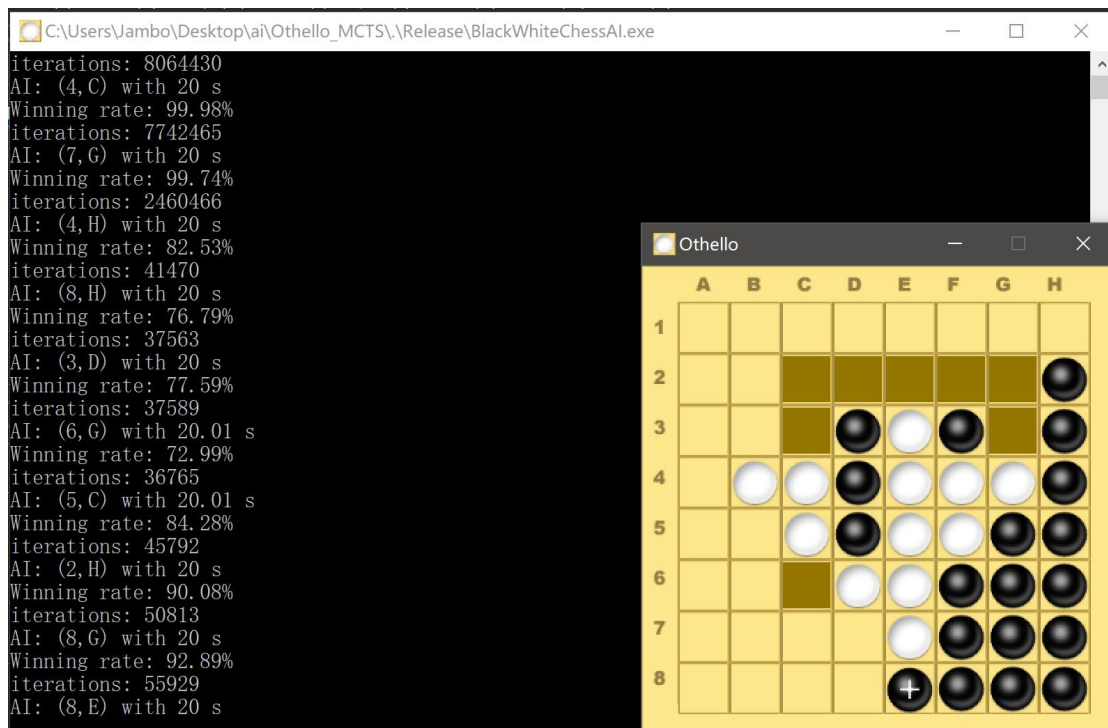 C:\Users\Jambo\Desktop\ai\Othello_MCTS\.\Release\BlackWhiteChessAI.exe
iterations: 8064430
AI: (4,C) with 20 s
Winning rate: 99.98%
iterations: 7742465
AI: (7,G) with 20 s
Winning rate: 99.74%
iterations: 2460466
AI: (4,H) with 20 s
Winning rate: 82.53%
iterations: 41470
AI: (8,H) with 20 s
Winning rate: 76.79%
iterations: 37563
AI: (3,D) with 20 s
Winning rate: 77.59%
iterations: 37589
AI: (6,G) with 20.01 s
Winning rate: 72.99%
iterations: 36765
AI: (5,C) with 20.01 s
Winning rate: 84.28%
iterations: 45792
AI: (2,H) with 20 s
Winning rate: 90.08%
iterations: 50813
AI: (8,G) with 20 s
Winning rate: 92.89%
iterations: 55929
AI: (8,E) with 20 s
Othello
A B C D E F G H
1
2
3
4
5
6
7
8